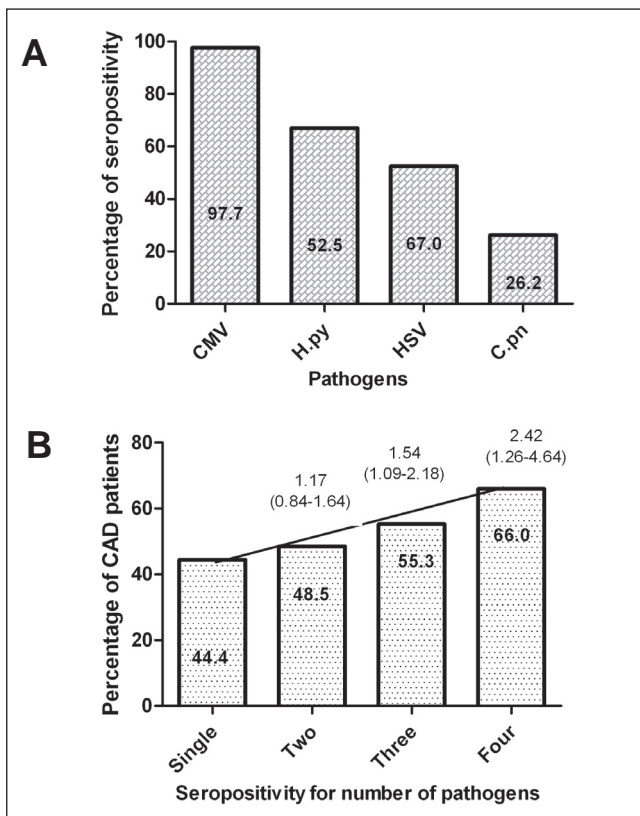 A
Percentage of seropositivity
100
80
60
40
20
0
97.7
52.5
67.0
26.2
CMV
H.py
HSV
C.pn
Pathogens
B
Percentage of CAD patients
80
60
40
20
0
1.17
(0.84-1.64)
1.54
(1.09-2.18)
2.42
(1.26-4.64)
44.4
48.5
55.3
66.0
Single
Two
Three
Four
Seropositivity for number of pathogens